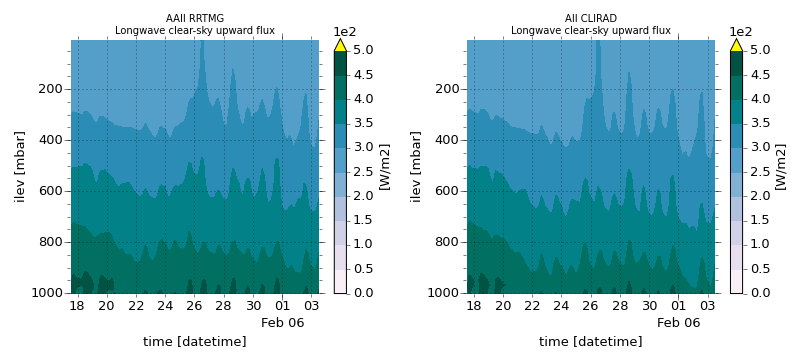 AAII RRTMG
Longwave clear-sky upward flux
1e2
5.0
4.5
4.0
3.5
3.0
2.5
2.0
1.5
1.0
0.5
0.0
[W/m2]
200
400
600
800
1000
ilev [mbar]
18 20 22 24 26 28 30 01 03
Feb 06
time [datetime]
AII CLIRAD
Longwave clear-sky upward flux
1e2
5.0
4.5
4.0
3.5
3.0
2.5
2.0
1.5
1.0
0.5
0.0
[W/m2]
200
400
600
800
1000
ilev [mbar]
18 20 22 24 26 28 30 01 03
Feb 06
time [datetime]